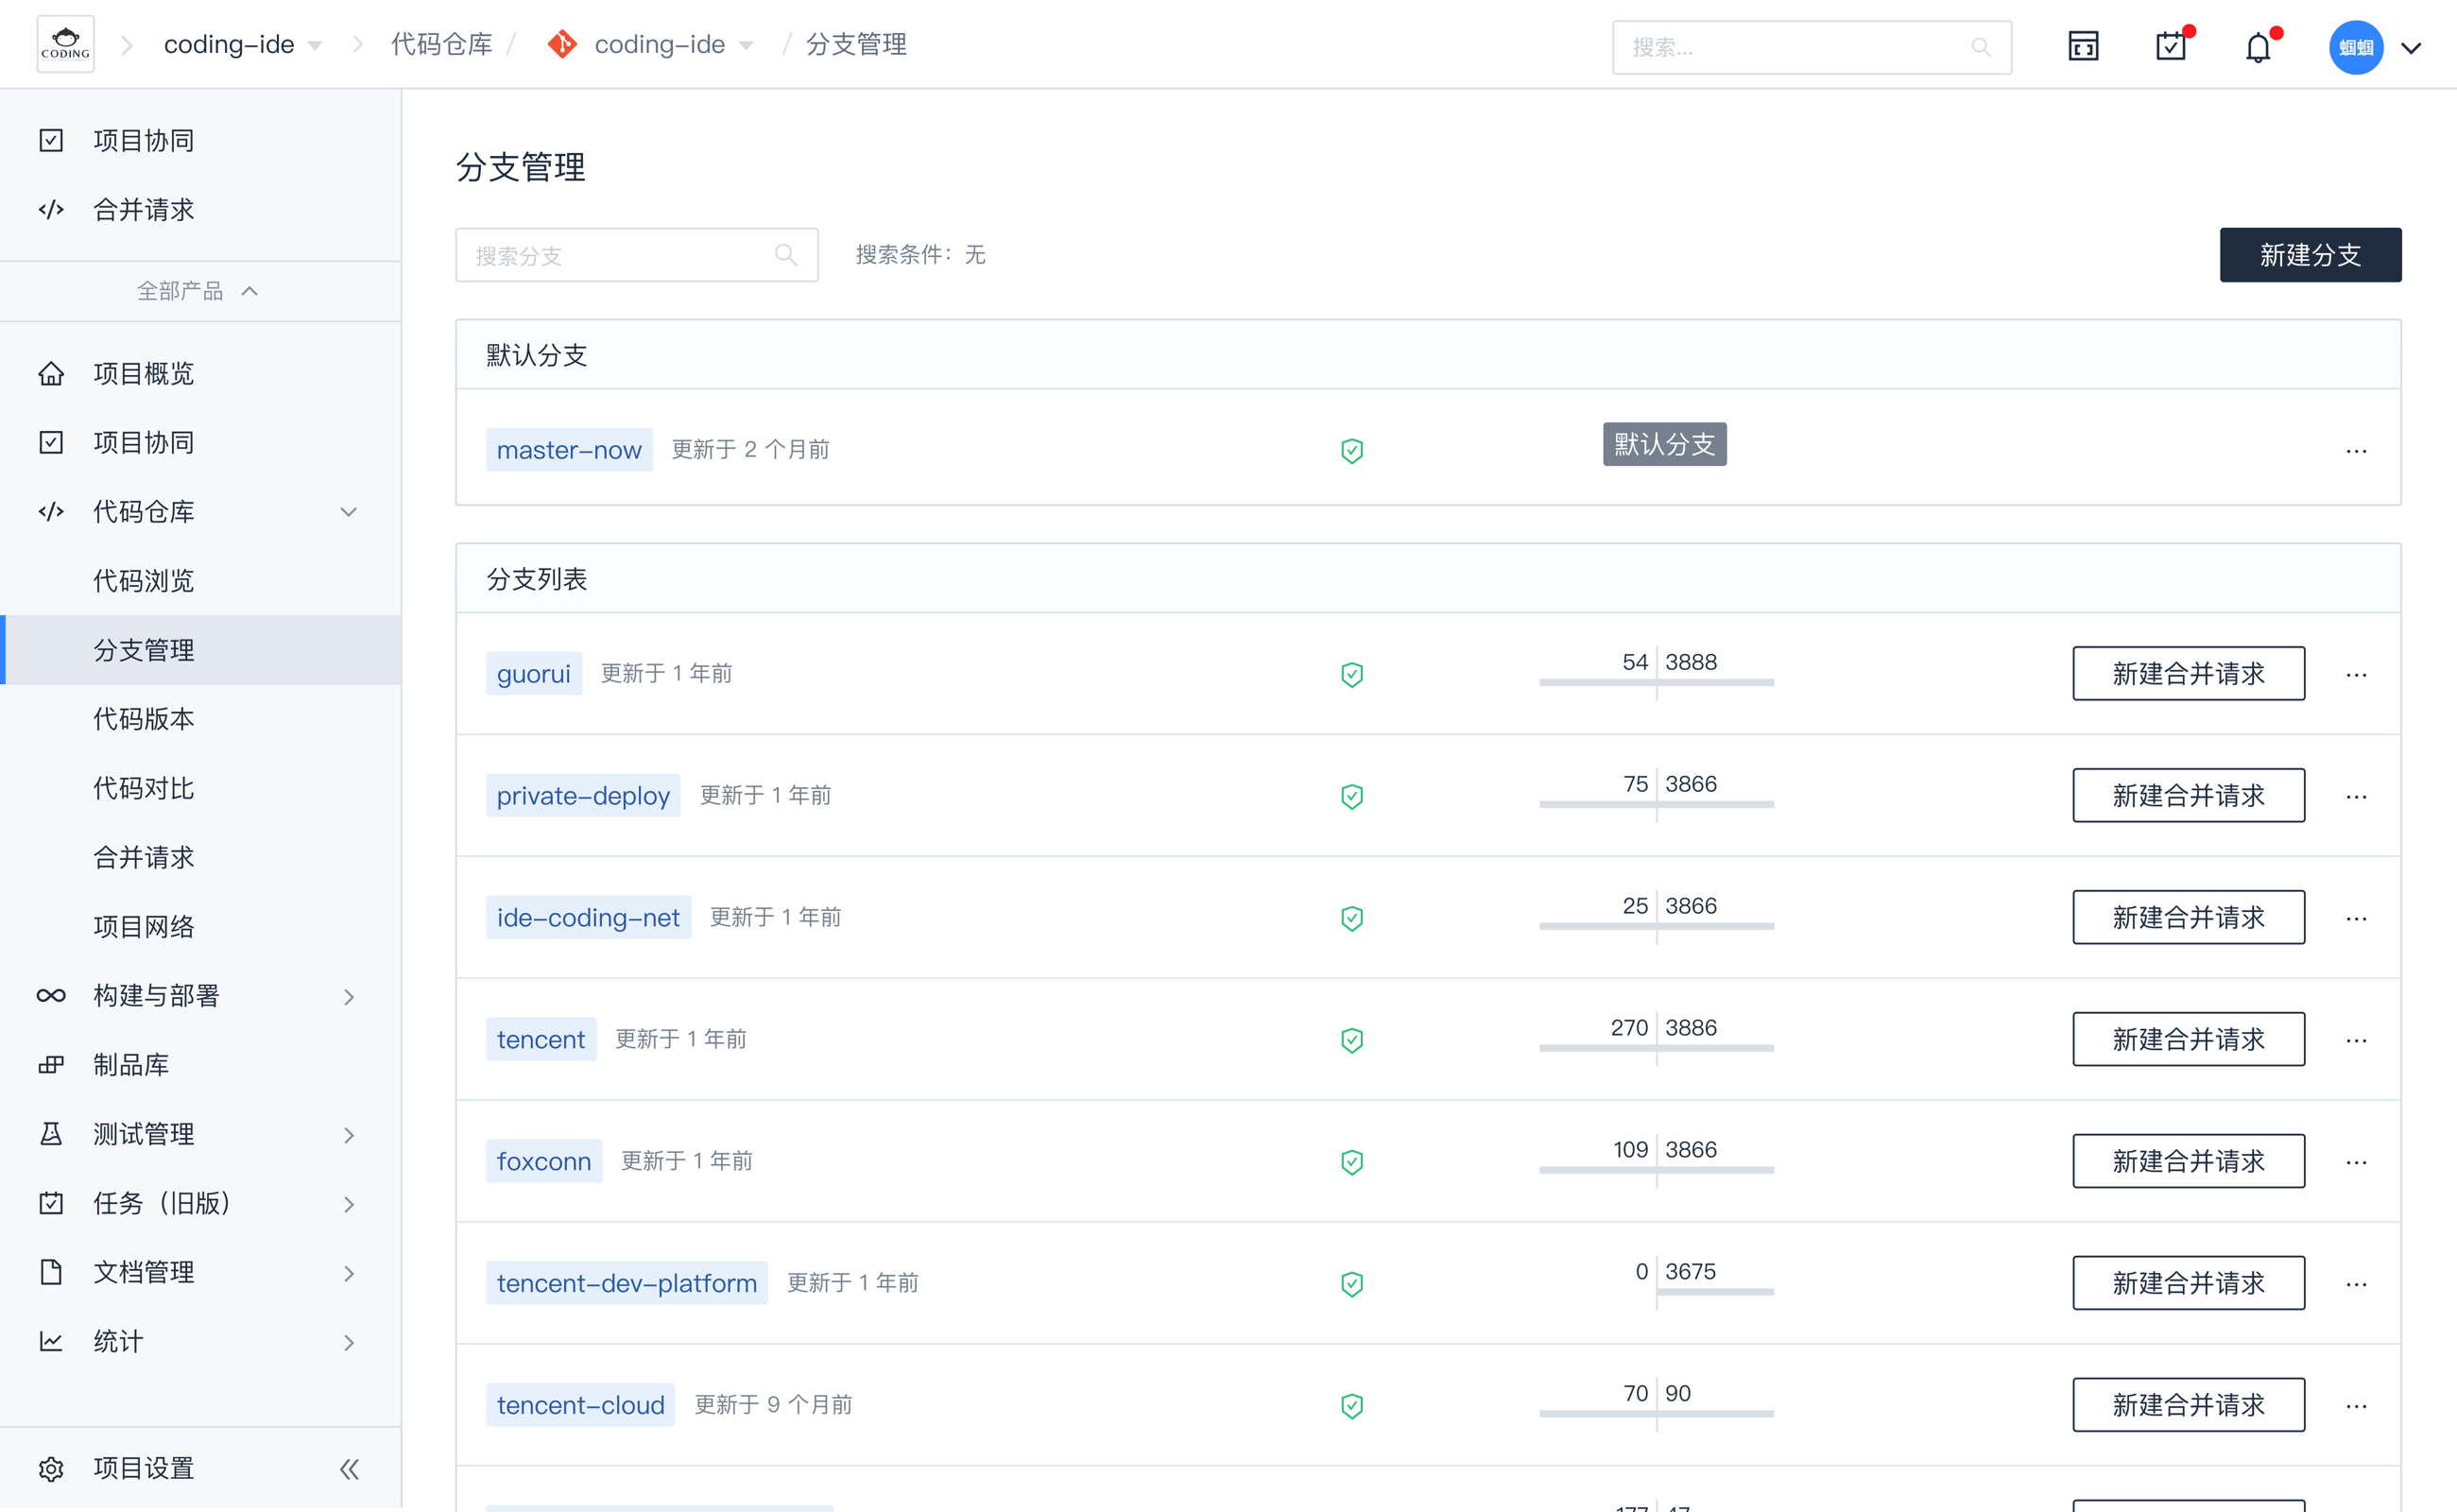 CODING
coding-ide
代码仓库 /
coding-ide
/ 分支管理
搜索...
蝈蝈
项目协同
合并请求
全部产品
项目概览
项目协同
代码仓库
代码浏览
分支管理
代码版本
代码对比
合并请求
项目网络
构建与部署
制品库
测试管理
任务（旧版）
文档管理
统计
项目设置
分支管理
搜索分支
搜索条件：无
新建分支
默认分支
master-now 更新于 2 个月前 默认分支 ...
分支列表
guorui 更新于 1 年前 54 3888 新建合并请求 ...
private-deploy 更新于 1 年前 75 3866 新建合并请求 ...
ide-coding-net 更新于 1 年前 25 3866 新建合并请求 ...
tencent 更新于 1 年前 270 3886 新建合并请求 ...
foxconn 更新于 1 年前 109 3866 新建合并请求 ...
tencent-dev-platform 更新于 1 年前 0 3675 新建合并请求 ...
tencent-cloud 更新于 9 个月前 70 90 新建合并请求 ...